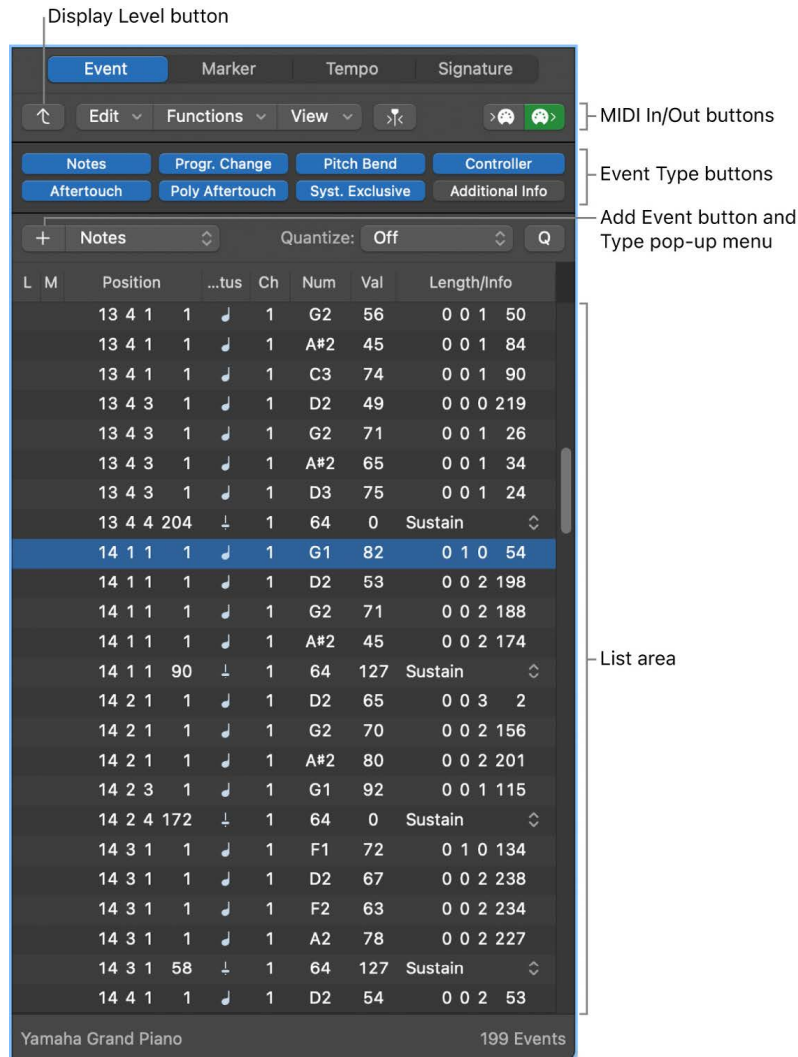 Display Level button
Event Marker Tempo Signature
Edit Functions View
MIDI In/Out buttons
Notes Progr. Change Pitch Bend Controller
Aftertouch Poly Aftertouch Syst. Exclusive Additional Info
Event Type buttons
+ Notes Quantize: Off Q
Add Event button and
Type pop-up menu
L M Position ...tus Ch Num Val Length/Info
13 4 1 1 1 G2 56 0 0 1 50
13 4 1 1 1 A#2 45 0 0 1 84
13 4 1 1 1 C3 74 0 0 1 90
13 4 3 1 1 D2 49 0 0 0 219
13 4 3 1 1 G2 71 0 0 1 26
13 4 3 1 1 A#2 65 0 0 1 34
13 4 3 1 1 D3 75 0 0 1 24
13 4 4 204 1 64 0 Sustain
14 1 1 1 1 G1 82 0 1 0 54
14 1 1 1 1 D2 53 0 0 2 198
14 1 1 1 1 G2 71 0 0 2 188
14 1 1 1 1 A#2 45 0 0 2 174
14 1 1 90 1 64 127 Sustain
14 2 1 1 1 D2 65 0 0 3 2
14 2 1 1 1 G2 70 0 0 2 156
14 2 1 1 1 A#2 80 0 0 2 201
14 2 3 1 1 G1 92 0 0 1 115
14 2 4 172 1 64 0 Sustain
14 3 1 1 1 F1 72 0 1 0 134
14 3 1 1 1 D2 67 0 0 2 238
14 3 1 1 1 F2 63 0 0 2 234
14 3 1 1 1 A2 78 0 0 2 227
14 3 1 58 1 64 127 Sustain
14 4 1 1 1 D2 54 0 0 2 53
List area
Yamaha Grand Piano 199 Events